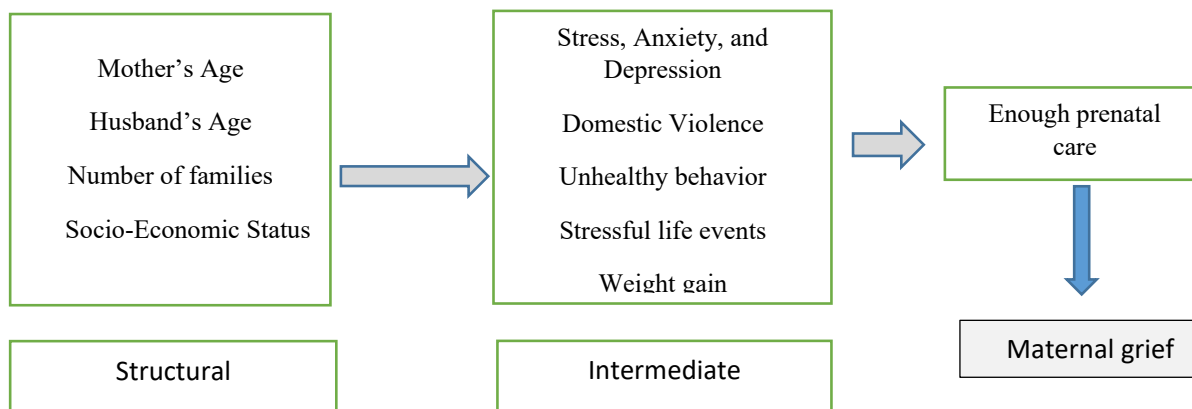 Mother’s Age
Husband’s Age
Number of families
Socio-Economic Status
Stress, Anxiety, and
Depression
Domestic Violence
Unhealthy behavior
Stressful life events
Weight gain
Enough prenatal
care
Maternal grief
Structural
Intermediate